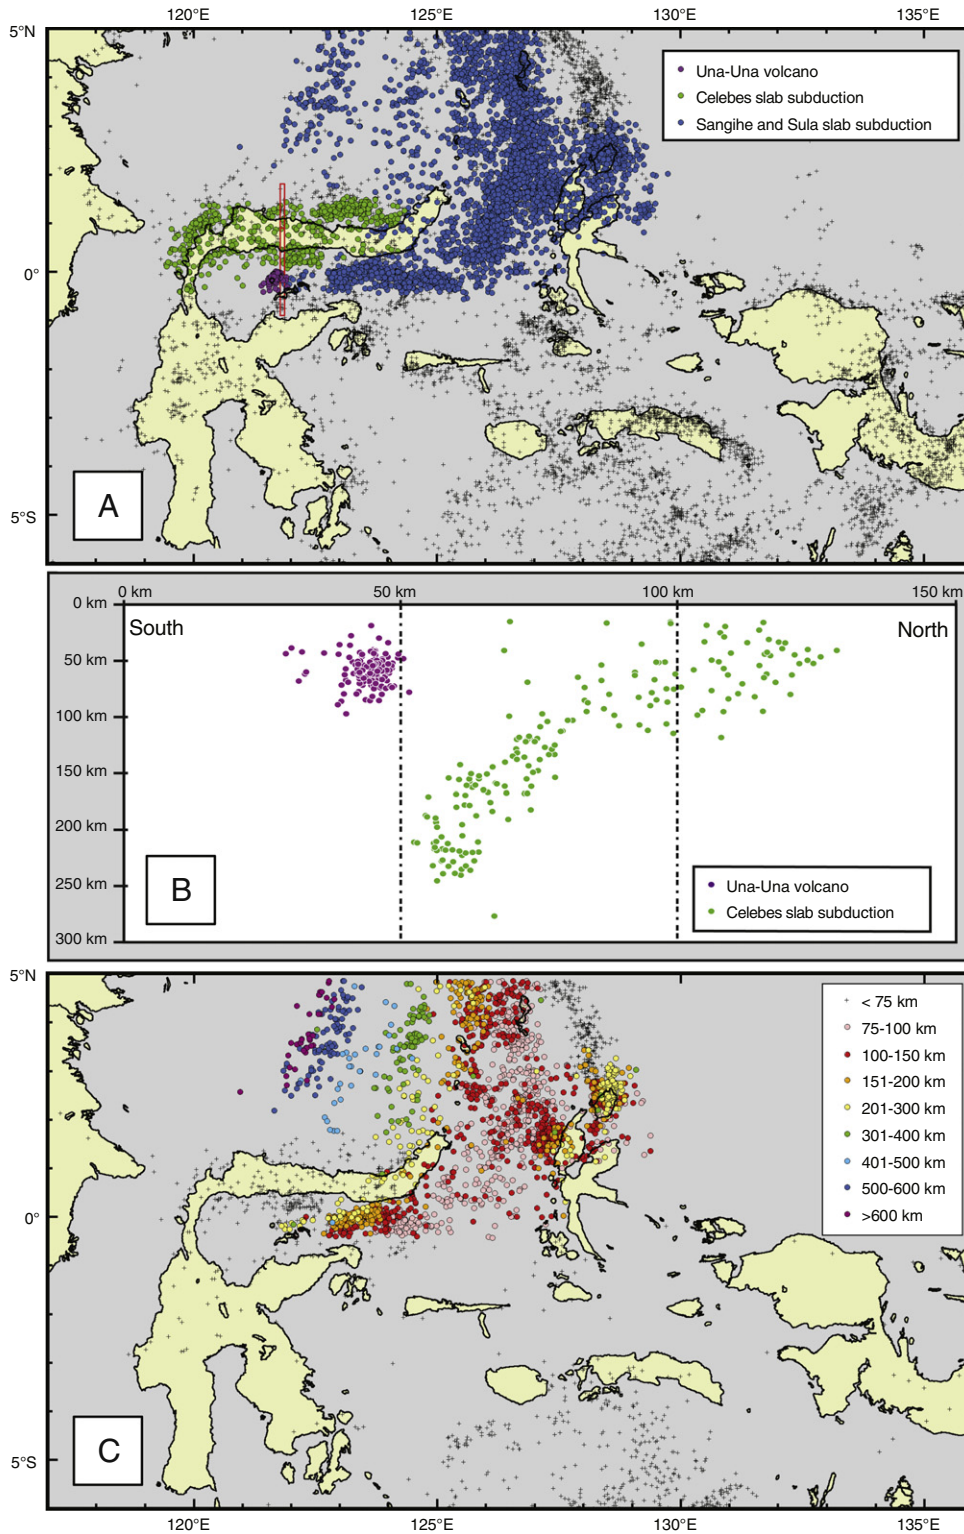 120°E 125°E 130°E 135°E
5°N
Una-Una volcano
Celebes slab subduction
Sangihe and Sula slab subduction
0°
A
5°S
0 km 50 km 100 km 150 km
0 km
South North
50 km
100 km
150 km
200 km
B
250 km
Una-Una volcano
Celebes slab subduction
300 km
5°N
< 75 km
75-100 km
100-150 km
151-200 km
201-300 km
301-400 km
401-500 km
500-600 km
>600 km
0°
C
5°S
120°E 125°E 130°E 135°E